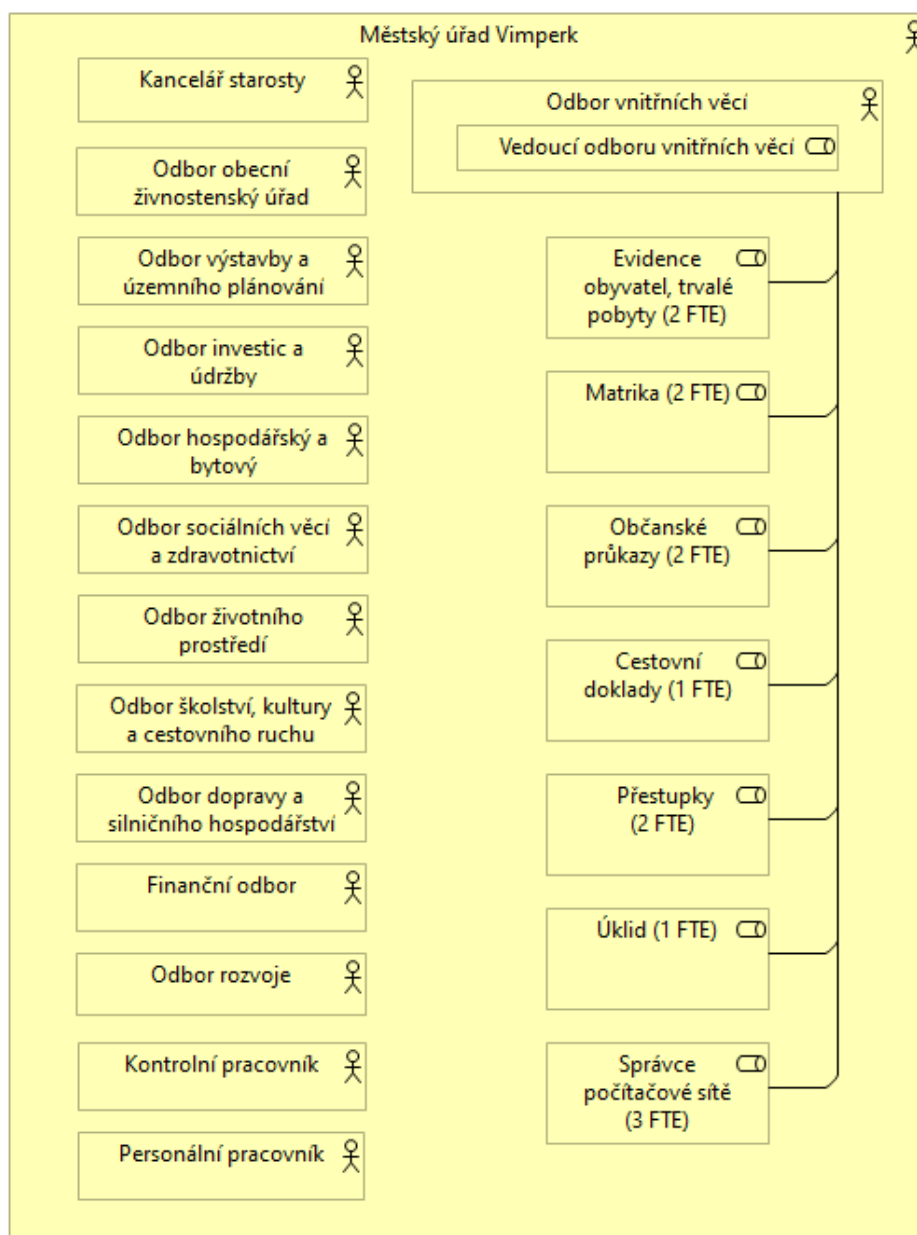 Městský úřad Vimperk
Kancelář starosty
Odbor obecní
živnostenský úřad
Odbor výstavby a
územního plánování
Odbor investic a
údržby
Odbor hospodářský a
bytový
Odbor sociálních věcí
a zdravotnictví
Odbor životního
prostředí
Odbor školství, kultury
a cestovního ruchu
Odbor dopravy a
silničního hospodářství
Finanční odbor
Odbor rozvoje
Kontrolní pracovník
Personální pracovník
Odbor vnitřních věcí
Vedoucí odboru vnitřních věcí
Evidence
obyvatel, trvalé
pobyty (2 FTE)
Matrika (2 FTE)
Občanské
průkazy (2 FTE)
Cestovní
doklady (1 FTE)
Přestupky
(2 FTE)
Úklid (1 FTE)
Správce
počítačové sítě
(3 FTE)